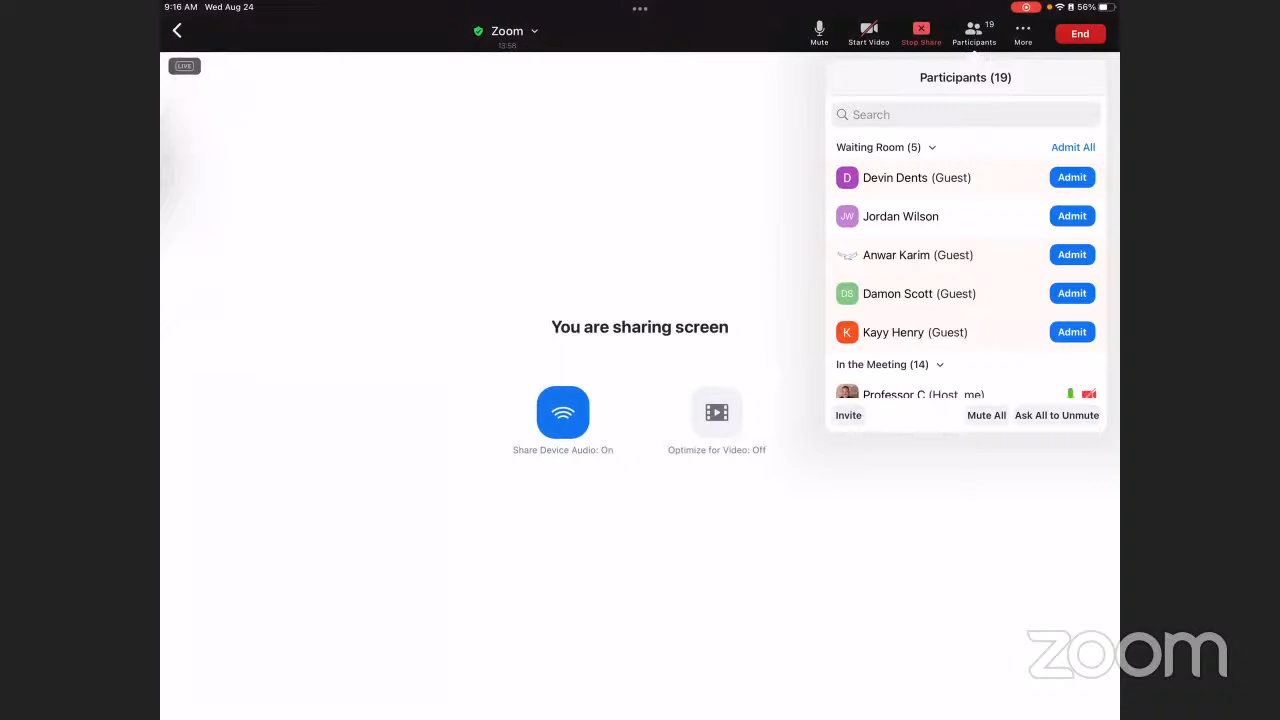 9:16 AM Wed Aug 24
56%
Zoom
13:58
Mute
Start Video
Stop Share
19
Participants
More
End
LIVE
Participants (19)
Search
Waiting Room (5)
Admit All
D Devin Dents (Guest) Admit
JW Jordan Wilson Admit
Anwar Karim (Guest) Admit
DS Damon Scott (Guest) Admit
K Kayy Henry (Guest) Admit
In the Meeting (14)
Professor C (Host, me)
Invite Mute All Ask All to Unmute
You are sharing screen
Share Device Audio: On
Optimize for Video: Off
zoom